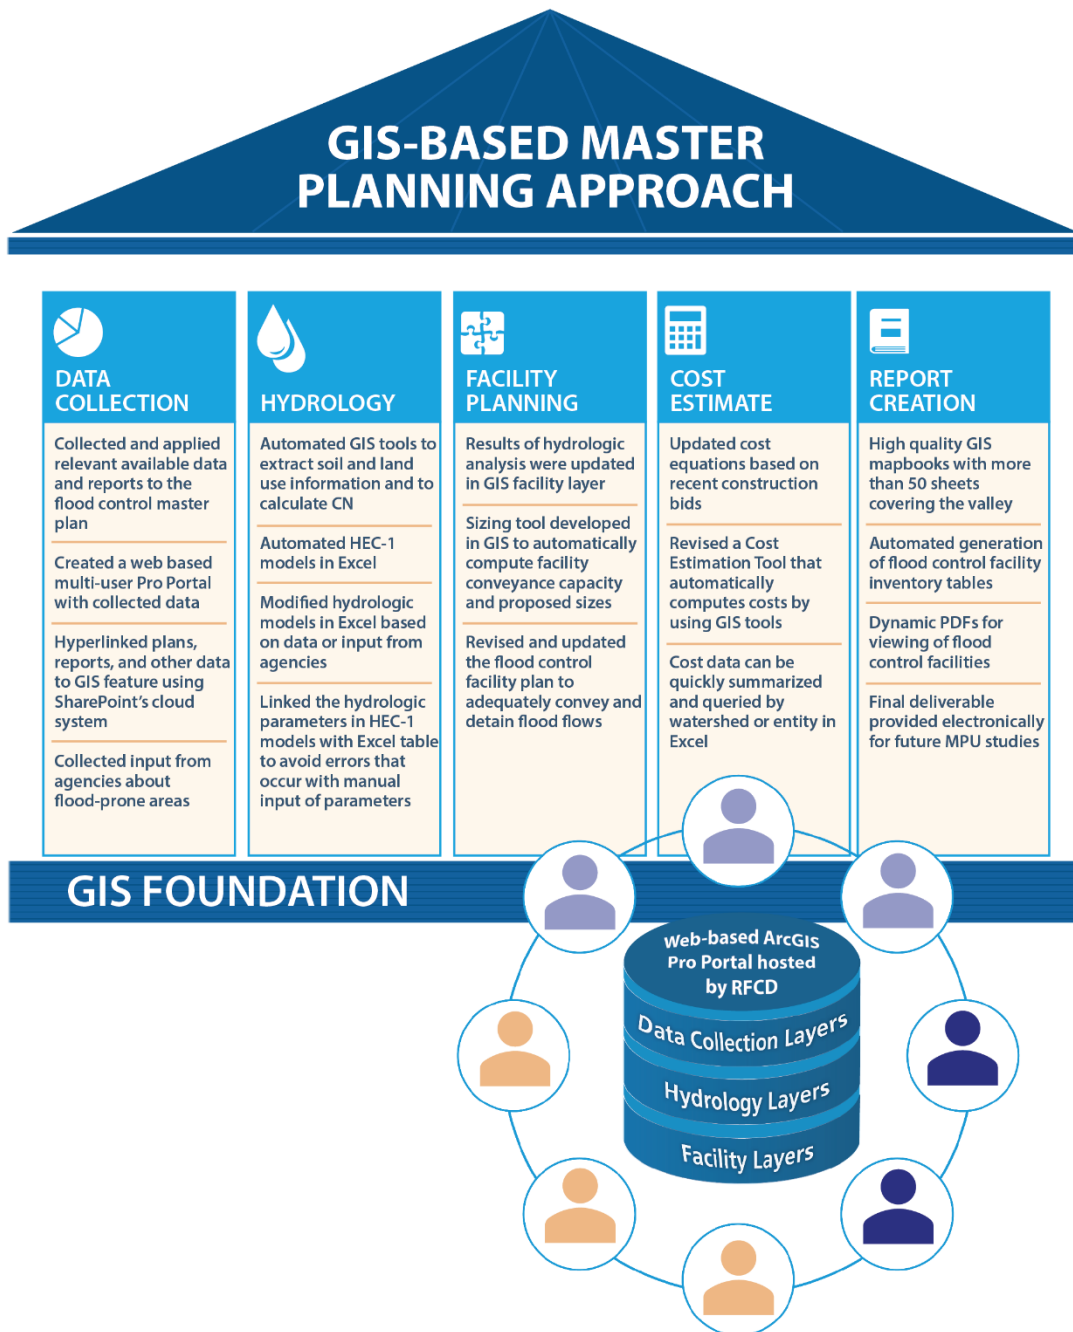 GIS-BASED MASTER
PLANNING APPROACH
DATA
COLLECTION
Collected and applied
relevant available data
and reports to the
flood control master
plan
Created a web based
multi-user Pro Portal
with collected data
Hyperlinked plans,
reports, and other data
to GIS feature using
SharePoint's cloud
system
Collected input from
agencies about
flood-prone areas
HYDROLOGY
Automated GIS tools to
extract soil and land
use information and to
calculate CN
Automated HEC-1
models in Excel
Modified hydrologic
models in Excel based
on data or input from
agencies
Linked the hydrologic
parameters in HEC-1
models with Excel table
to avoid errors that
occur with manual
input of parameters
FACILITY
PLANNING
Results of hydrologic
analysis were updated
in GIS facility layer
Sizing tool developed
in GIS to automatically
compute facility
conveyance capacity
and proposed sizes
Revised and updated
the flood control
facility plan to
adequately convey and
detain flood flows
COST
ESTIMATE
Updated cost
equations based on
recent construction
bids
Revised a Cost
Estimation Tool that
automatically
computes costs by
using GIS tools
Cost data can be
quickly summarized
and queried by
watershed or entity in
Excel
REPORT
CREATION
High quality GIS
mapbooks with more
than 50 sheets
covering the valley
Automated generation
of flood control facility
inventory tables
Dynamic PDFs for
viewing of flood
control facilities
Final deliverable
provided electronically
for future MPU studies
GIS FOUNDATION
Web-based ArcGIS
Pro Portal hosted
by RFCD
Data Collection Layers
Hydrology Layers
Facility Layers